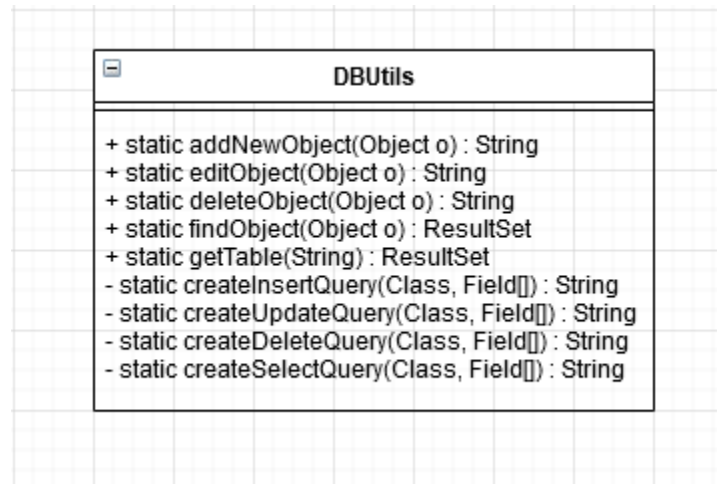 DBUtils
+ static addNewObject(Object o) : String
+ static editObject(Object o) : String
+ static deleteObject(Object o) : String
+ static findObject(Object o) : ResultSet
+ static getTable(String) : ResultSet
- static createInsertQuery(Class, Field[]) : String
- static createUpdateQuery(Class, Field[]) : String
- static createDeleteQuery(Class, Field[]) : String
- static createSelectQuery(Class, Field[]) : String